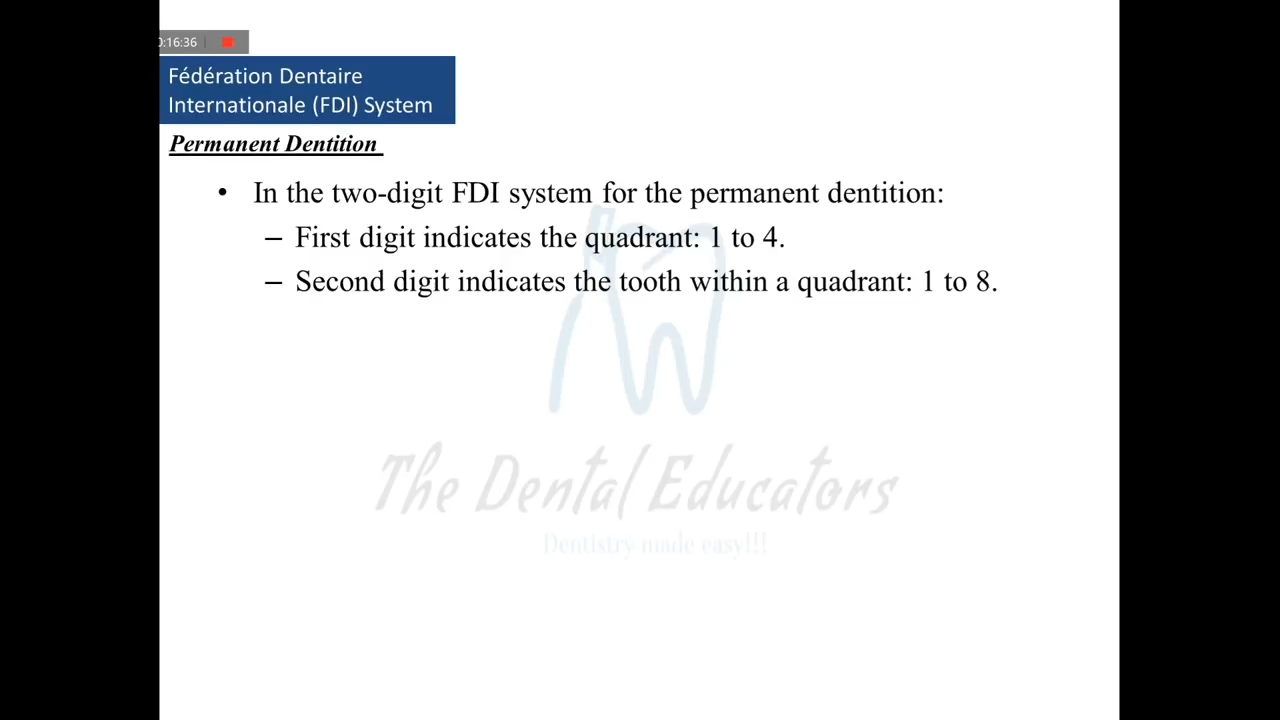 0:16:36
Fédération Dentaire
Internationale (FDI) System
Permanent Dentition
• In the two-digit FDI system for the permanent dentition:
– First digit indicates the quadrant: 1 to 4.
– Second digit indicates the tooth within a quadrant: 1 to 8.
The Dental Educators
Dentistry made easy!!!